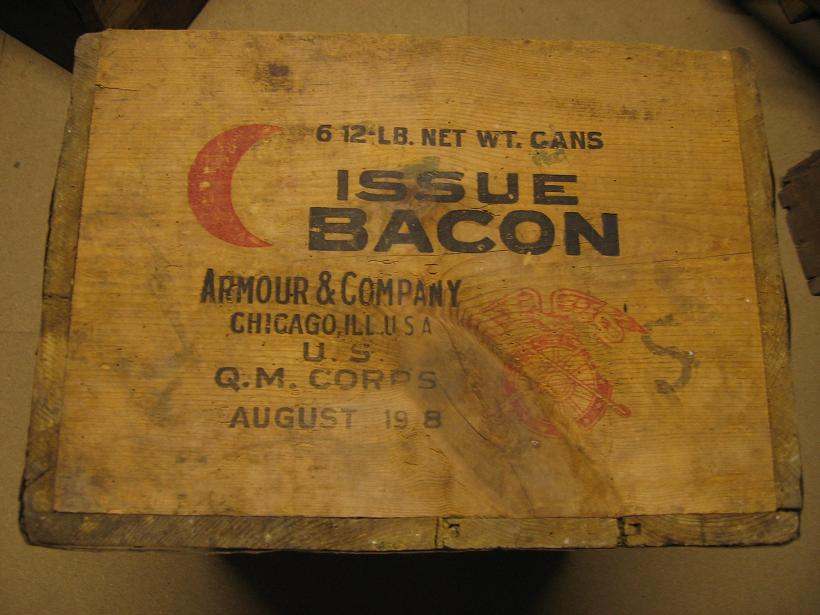 6 12-LB. NET WT. CANS
ISSUE
BACON
ARMOUR & COMPANY
CHICAGO, ILL. U S A
U. S.
Q.M. CORPS
AUGUST 19 8